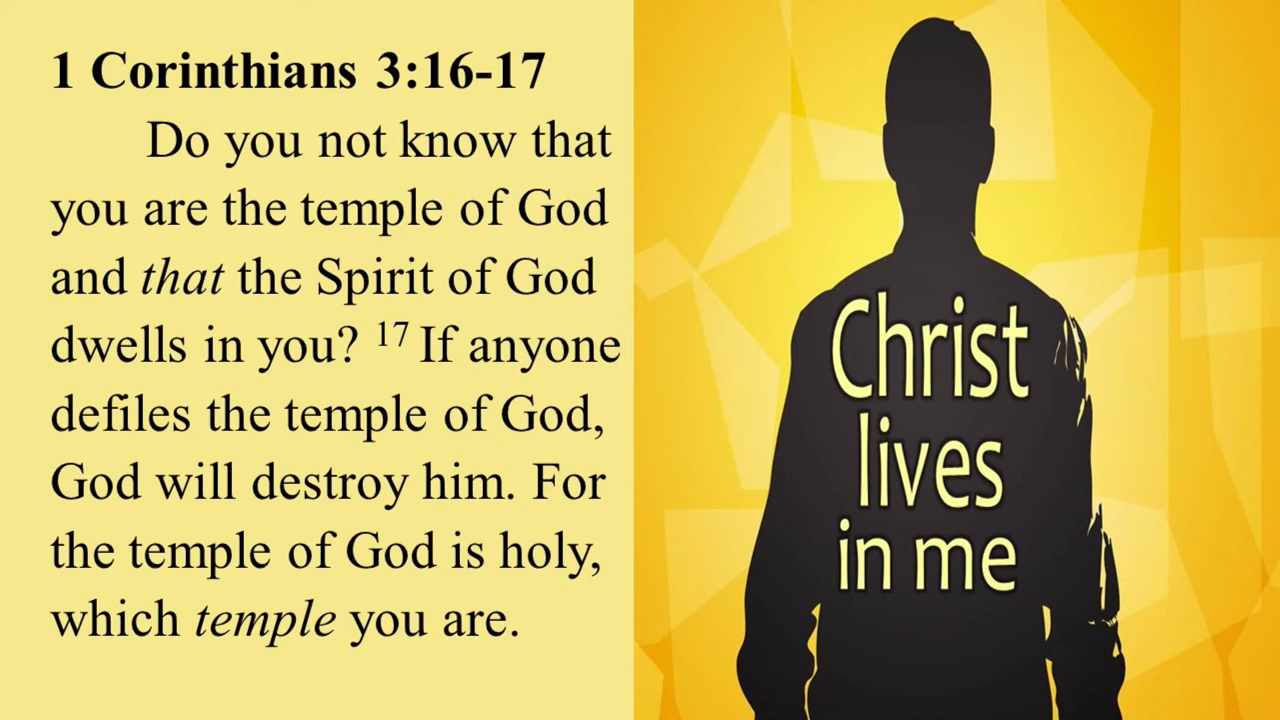 1 Corinthians 3:16-17
Do you not know that
you are the temple of God
and that the Spirit of God
dwells in you? 17 If anyone
defiles the temple of God,
God will destroy him. For
the temple of God is holy,
which temple you are.
Christ
lives
in me